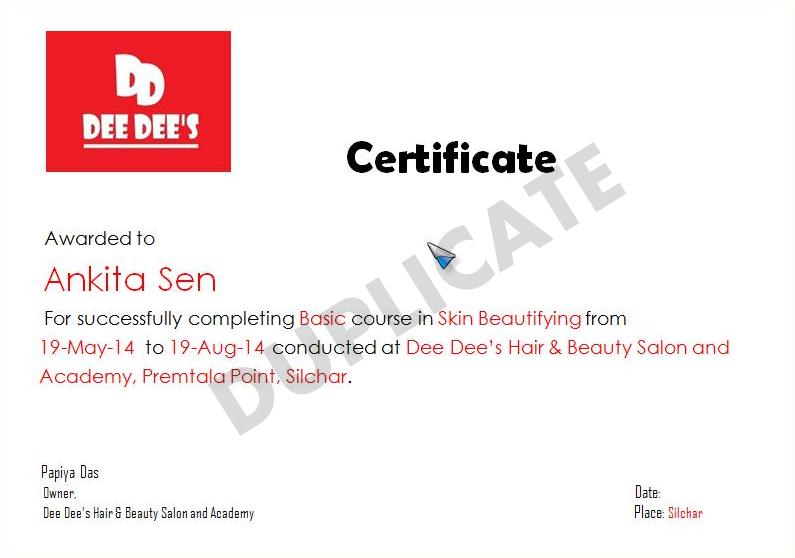 DD
DEE DEE'S
Certificate
DUPLICATE
Awarded to
Ankita Sen
For successfully completing Basic course in Skin Beautifying from
19-May-14 to 19-Aug-14 conducted at Dee Dee's Hair & Beauty Salon and
Academy, Premtala Point, Silchar.
Papiya Das
Owner,
Dee Dee's Hair & Beauty Salon and Academy
Date:
Place: Silchar